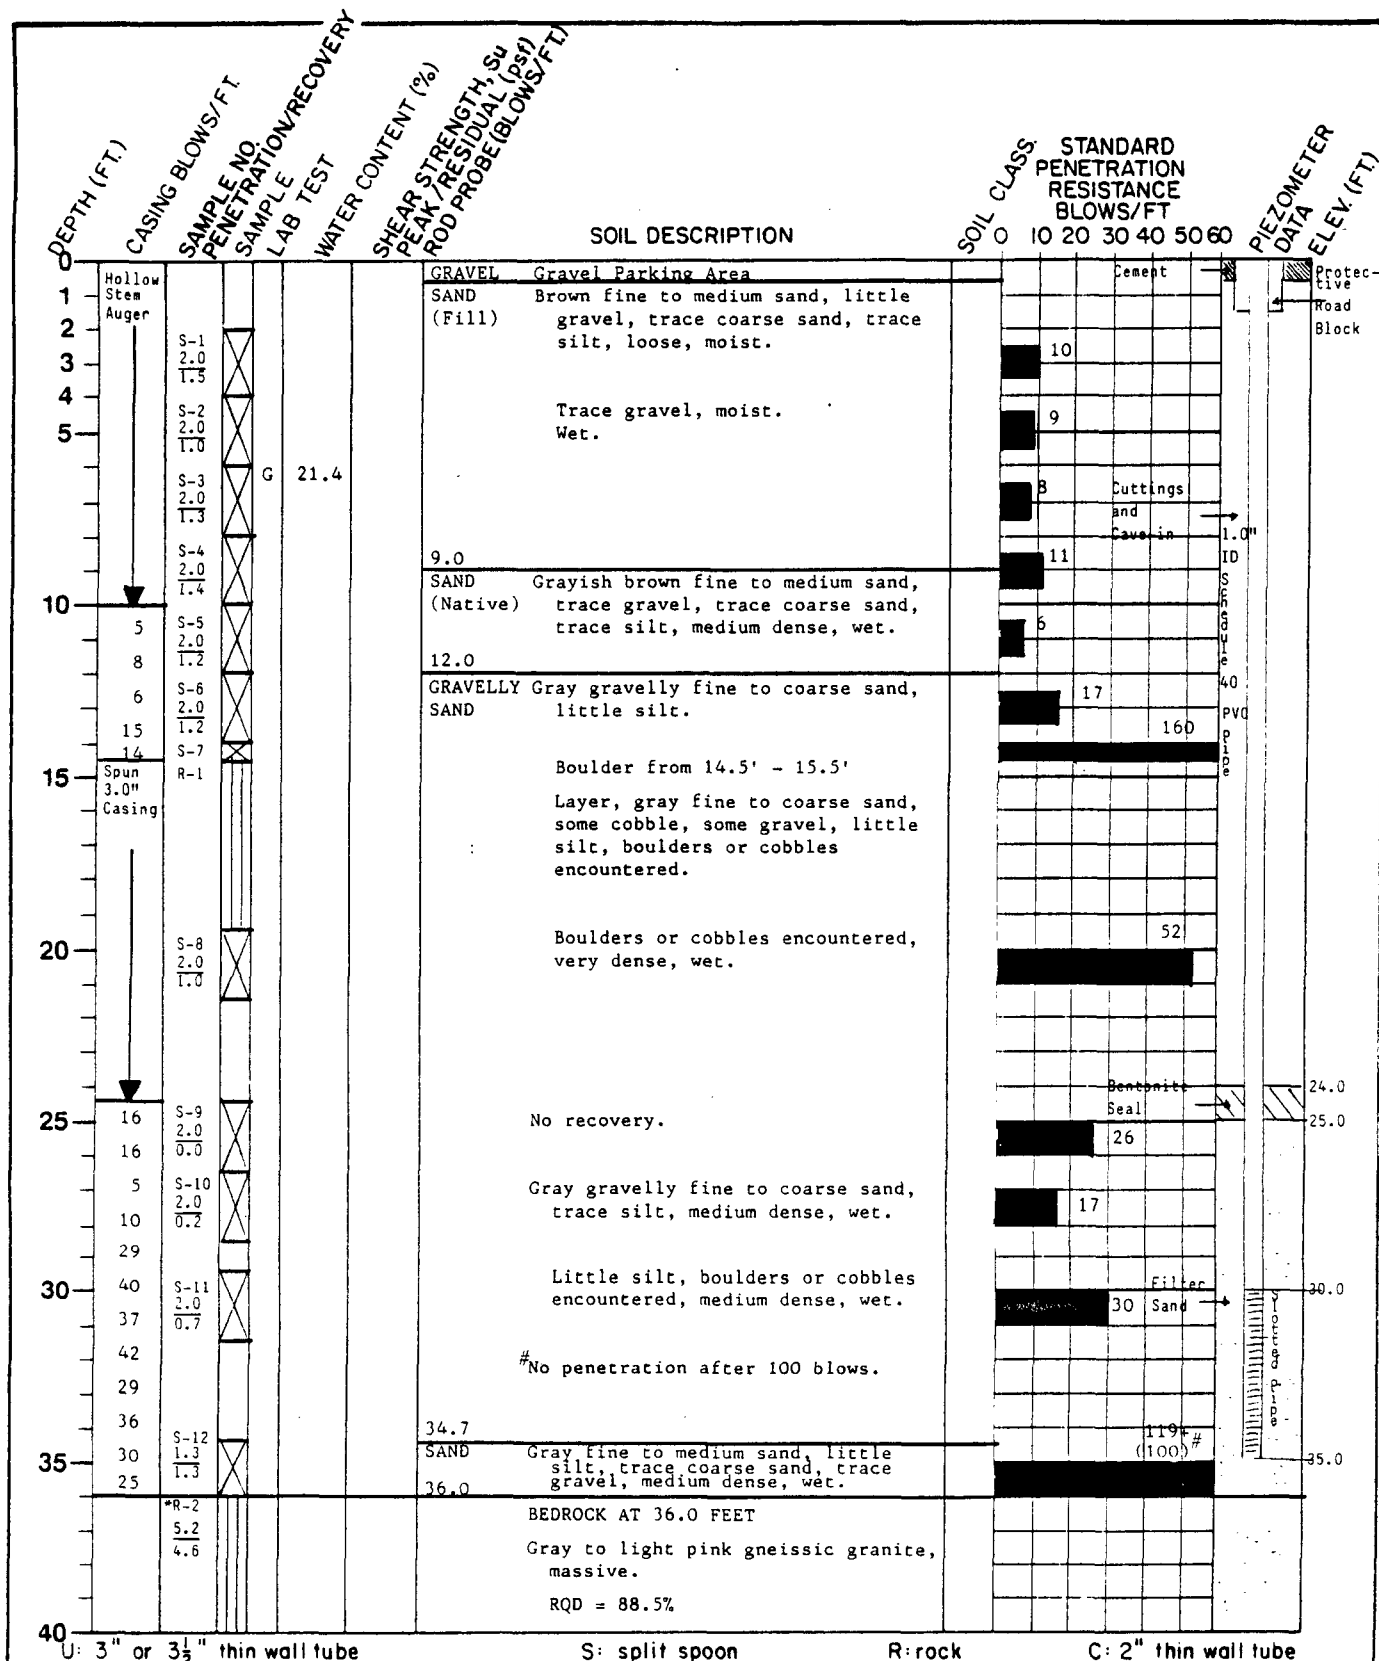 DEPTH (FT.)
CASING BLOWS/FT.
SAMPLE NO.
PENETRATION/RECOVERY
SAMPLE
LAB TEST
WATER CONTENT (%)
SHEAR STRENGTH, Su
PEAK/RESIDUAL (psf)
ROD PROBE (BLOWS/FT.)
SOIL DESCRIPTION
SOIL CLASS.
STANDARD
PENETRATION
RESISTANCE
BLOWS/FT
0 10 20 30 40 50 60
PIEZOMETER
DATA
ELEV. (FT.)
0
1
2
3
4
5
10
15
20
25
30
35
40
Hollow
Stem
Auger
5
8
6
15
14
Spun
3.0"
Casing
16
16
5
10
29
40
37
42
29
36
30
25
S-1
2.0
1.5
S-2
2.0
1.0
S-3
2.0
1.3
S-4
2.0
1.4
S-5
2.0
1.2
S-6
2.0
1.2
S-7
R-1
S-8
2.0
1.0
S-9
2.0
0.0
S-10
2.0
0.2
S-11
2.0
0.7
S-12
1.3
1.3
*R-2
5.2
4.6
G 21.4
GRAVEL Gravel Parking Area
SAND Brown fine to medium sand, little
(Fill) gravel, trace coarse sand, trace
silt, loose, moist.
Trace gravel, moist.
Wet.
9.0
SAND Grayish brown fine to medium sand,
(Native) trace gravel, trace coarse sand,
trace silt, medium dense, wet.
12.0
GRAVELLY Gray gravelly fine to coarse sand,
SAND little silt.
Boulder from 14.5' - 15.5'
Layer, gray fine to coarse sand,
some cobble, some gravel, little
silt, boulders or cobbles
encountered.
Boulders or cobbles encountered,
very dense, wet.
No recovery.
Gray gravelly fine to coarse sand,
trace silt, medium dense, wet.
Little silt, boulders or cobbles
encountered, medium dense, wet.
#No penetration after 100 blows.
34.7
SAND Gray fine to medium sand, little
silt, trace coarse sand, trace
gravel, medium dense, wet.
36.0
BEDROCK AT 36.0 FEET
Gray to light pink gneissic granite,
massive.
RQD = 88.5%
10
9
8
11
6
17
160
52
26
17
30
119+
(100)#
Cement
Protec-
tive
Road
Block
Cuttings
and
Cave-in
1.0"
ID
Schedule
40
PVC
pipe
Bentonite
Seal
24.0
25.0
Filter
Sand
30.0
Slotted pipe
35.0
U: 3" or 3½" thin wall tube S: split spoon R: rock C: 2" thin wall tube